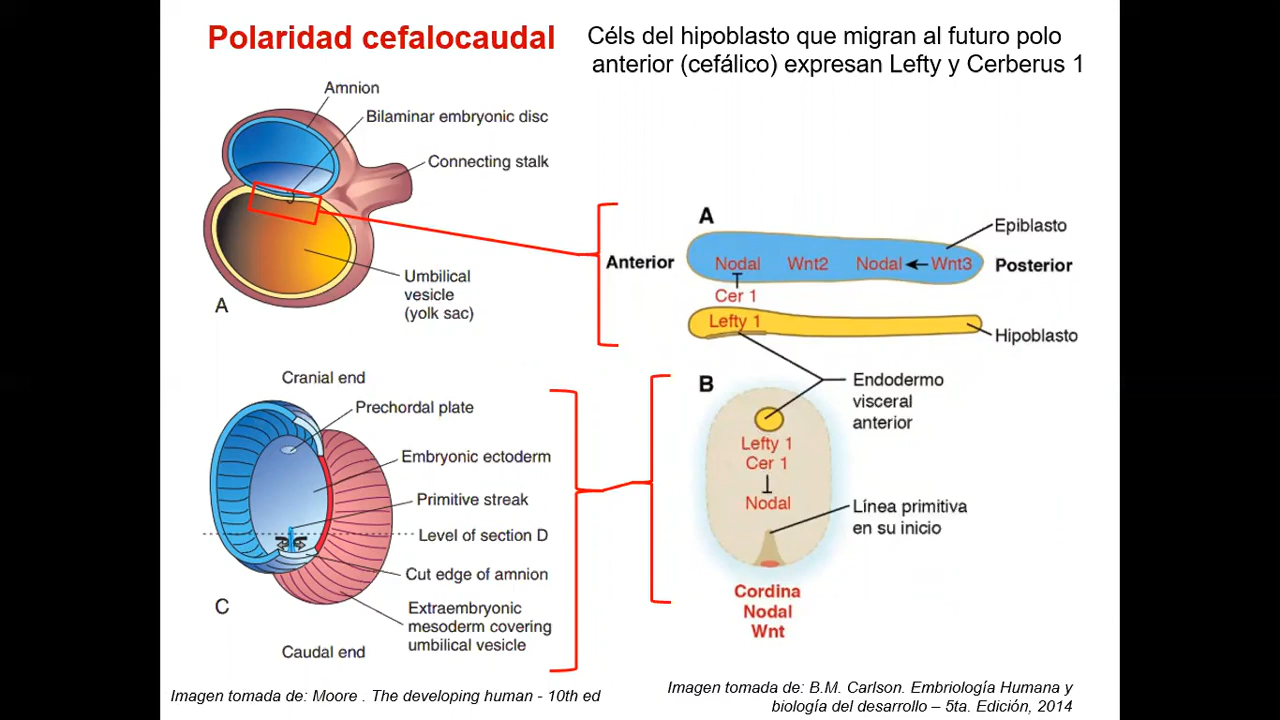 Polaridad cefalocaudal
Céls del hipoblasto que migran al futuro polo
anterior (cefálico) expresan Lefty y Cerberus 1
Amnion
Bilaminar embryonic disc
Connecting stalk
Umbilical
vesicle
(yolk sac)
A
A
Epiblasto
Anterior
Nodal
Wnt2
Nodal
Wnt3
Posterior
Cer 1
Lefty 1
Hipoblasto
Cranial end
Prechordal plate
Embryonic ectoderm
Primitive streak
Level of section D
Cut edge of amnion
C
Extraembryonic
mesoderm covering
umbilical vesicle
Caudal end
B
Endodermo
visceral
anterior
Lefty 1
Cer 1
Nodal
Línea primitiva
en su inicio
Cordina
Nodal
Wnt
Imagen tomada de: Moore . The developing human - 10th ed
Imagen tomada de: B.M. Carlson. Embriología Humana y
biología del desarrollo – 5ta. Edición, 2014